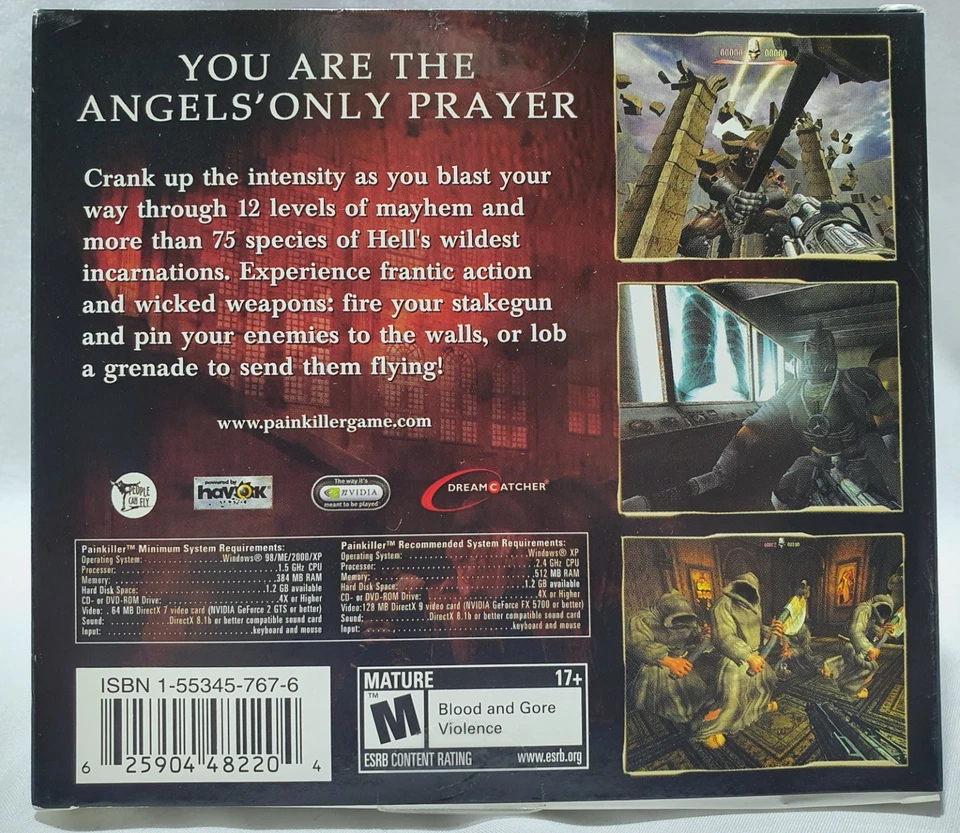 YOU ARE THE
ANGELS' ONLY PRAYER
Crank up the intensity as you blast your
way through 12 levels of mayhem and
more than 75 species of Hell's wildest
incarnations. Experience frantic action
and wicked weapons: fire your stakegun
and pin your enemies to the walls, or lob
a grenade to send them flying!
www.painkillergame.com
PEOPLE
CAN FLY
powered by
havok
The way it's
nVIDIA
meant to be played
DREAMCATCHER®
Painkiller™ Minimum System Requirements:
Operating System:..........Windows® 98/ME/2000/XP
Processor:..........1.5 GHz CPU
Memory:..........384 MB RAM
Hard Disk Space:..........1.2 GB available
CD- or DVD-ROM Drive:..........4X or Higher
Video: . 64 MB DirectX 7 video card (NVIDIA GeForce 2 GTS or better)
Sound:..........DirectX 8.1b or better compatible sound card
Input:..........keyboard and mouse
Painkiller™ Recommended System Requirements:
Operating System:..........Windows® XP
Processor:..........2.4 GHz CPU
Memory:..........512 MB RAM
Hard Disk Space:..........1.2 GB available
CD- or DVD-ROM Drive:..........4X or Higher
Video:128 MB DirectX 9 video card (NVIDIA GeForce FX 5700 or better)
Sound:..........DirectX 8.1b or better compatible sound card
Input:..........keyboard and mouse
ISBN 1-55345-767-6
6 25904 48220 4
MATURE 17+
TM
M
Blood and Gore
Violence
ESRB CONTENT RATING www.esrb.org